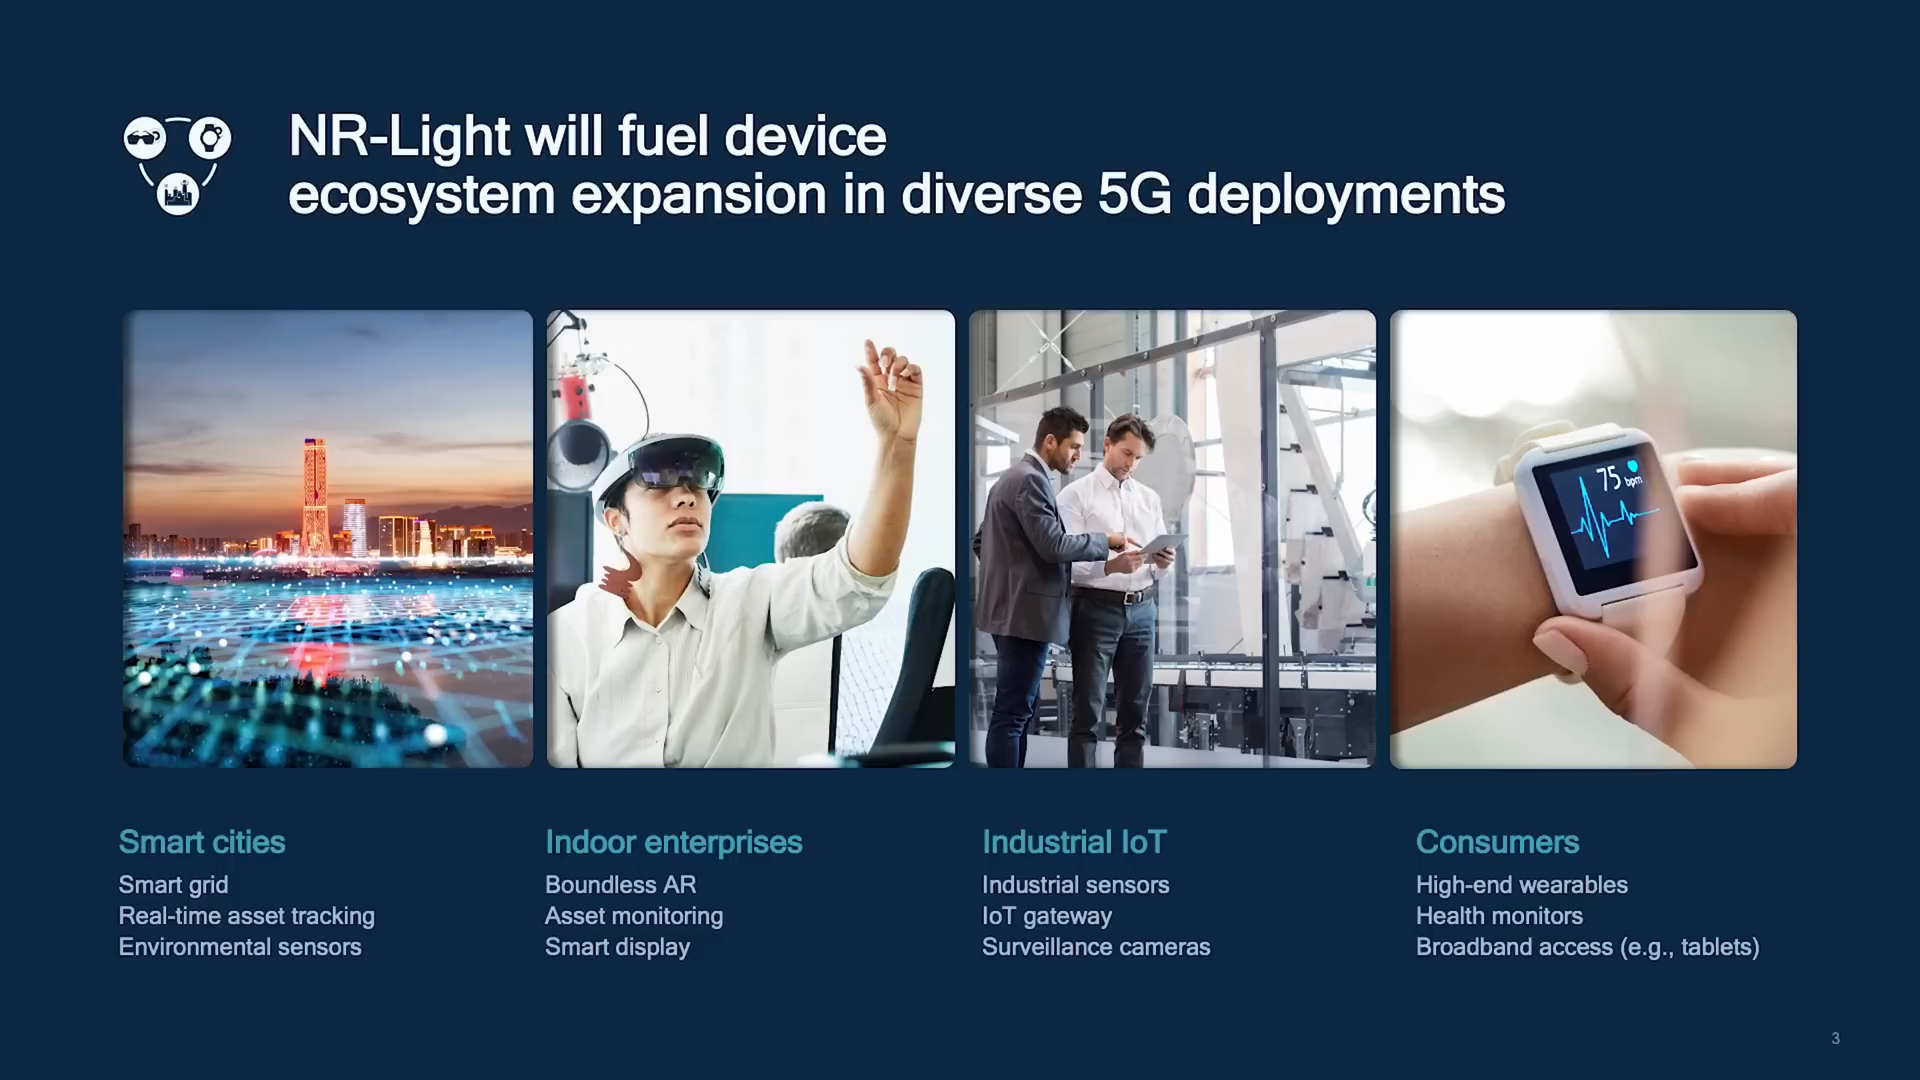 NR-Light will fuel device
ecosystem expansion in diverse 5G deployments
75
bpm
Smart cities
Smart grid
Real-time asset tracking
Environmental sensors
Indoor enterprises
Boundless AR
Asset monitoring
Smart display
Industrial IoT
Industrial sensors
IoT gateway
Surveillance cameras
Consumers
High-end wearables
Health monitors
Broadband access (e.g., tablets)
3